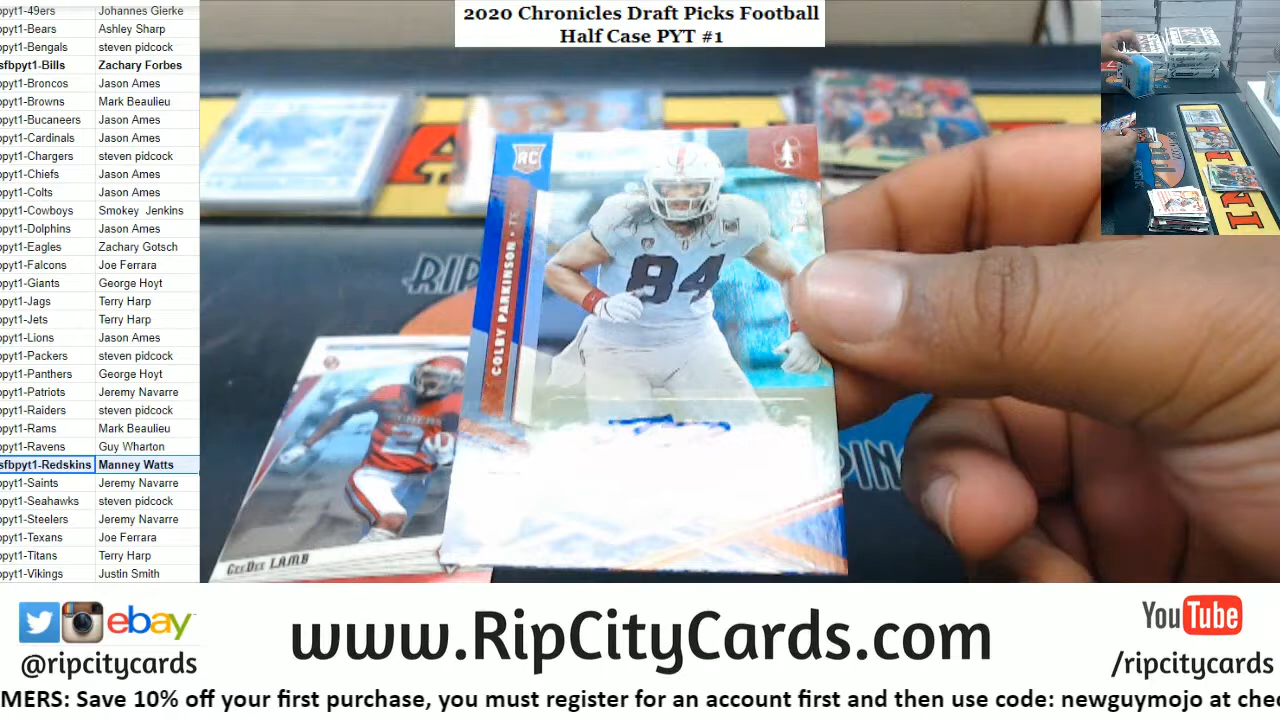 2020 Chronicles Draft Picks Football
Half Case PYT #1
pyt1-49ers Johannes Gierke
pyt1-Bears Ashley Sharp
pyt1-Bengals steven pidcock
sfbpyt1-Bills Zachary Forbes
pyt1-Broncos Jason Ames
pyt1-Browns Mark Beaulieu
pyt1-Bucaneers Jason Ames
pyt1-Cardinals Jason Ames
pyt1-Chargers steven pidcock
pyt1-Chiefs Jason Ames
pyt1-Colts Jason Ames
pyt1-Cowboys Smokey Jenkins
pyt1-Dolphins Jason Ames
pyt1-Eagles Zachary Gotsch
pyt1-Falcons Joe Ferrara
pyt1-Giants George Hoyt
pyt1-Jags Terry Harp
pyt1-Jets Terry Harp
pyt1-Lions Jason Ames
pyt1-Packers steven pidcock
pyt1-Panthers George Hoyt
pyt1-Patriots Jeremy Navarre
pyt1-Raiders steven pidcock
pyt1-Rams Mark Beaulieu
pyt1-Ravens Guy Wharton
sfbpyt1-Redskins Manney Watts
pyt1-Saints Jeremy Navarre
pyt1-Seahawks steven pidcock
pyt1-Steelers Jeremy Navarre
pyt1-Texans Joe Ferrara
pyt1-Titans Terry Harp
pyt1-Vikings Justin Smith
RC
COLBY PARKINSON • TE
84
RIP
PIN
CEEDEE LAMB
ebay
@ripcitycards
www.RipCityCards.com
YouTube
/ripcitycards
MERS: Save 10% off your first purchase, you must register for an account first and then use code: newguymojo at che